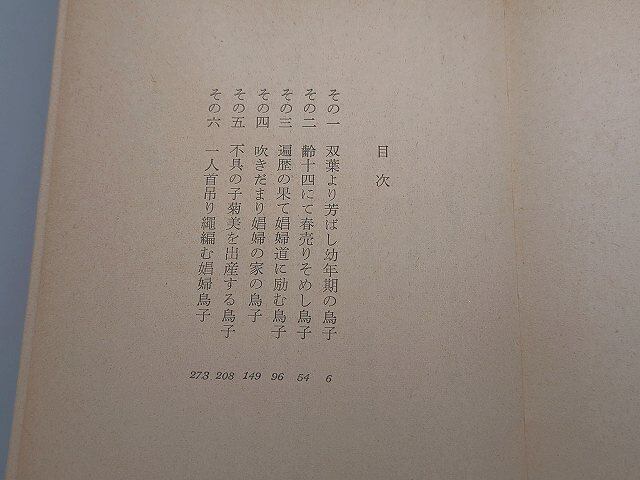 目次
その一　双葉より芳ばし幼年期の鳥子　6
その二　齢十四にて春売りそめし鳥子　54
その三　遍歴の果て娼婦道に励む鳥子　96
その四　吹きだまり娼婦の家の鳥子　149
その五　不具の子菊美を出産する鳥子　208
その六　一人首吊り縄編む娼婦鳥子　273